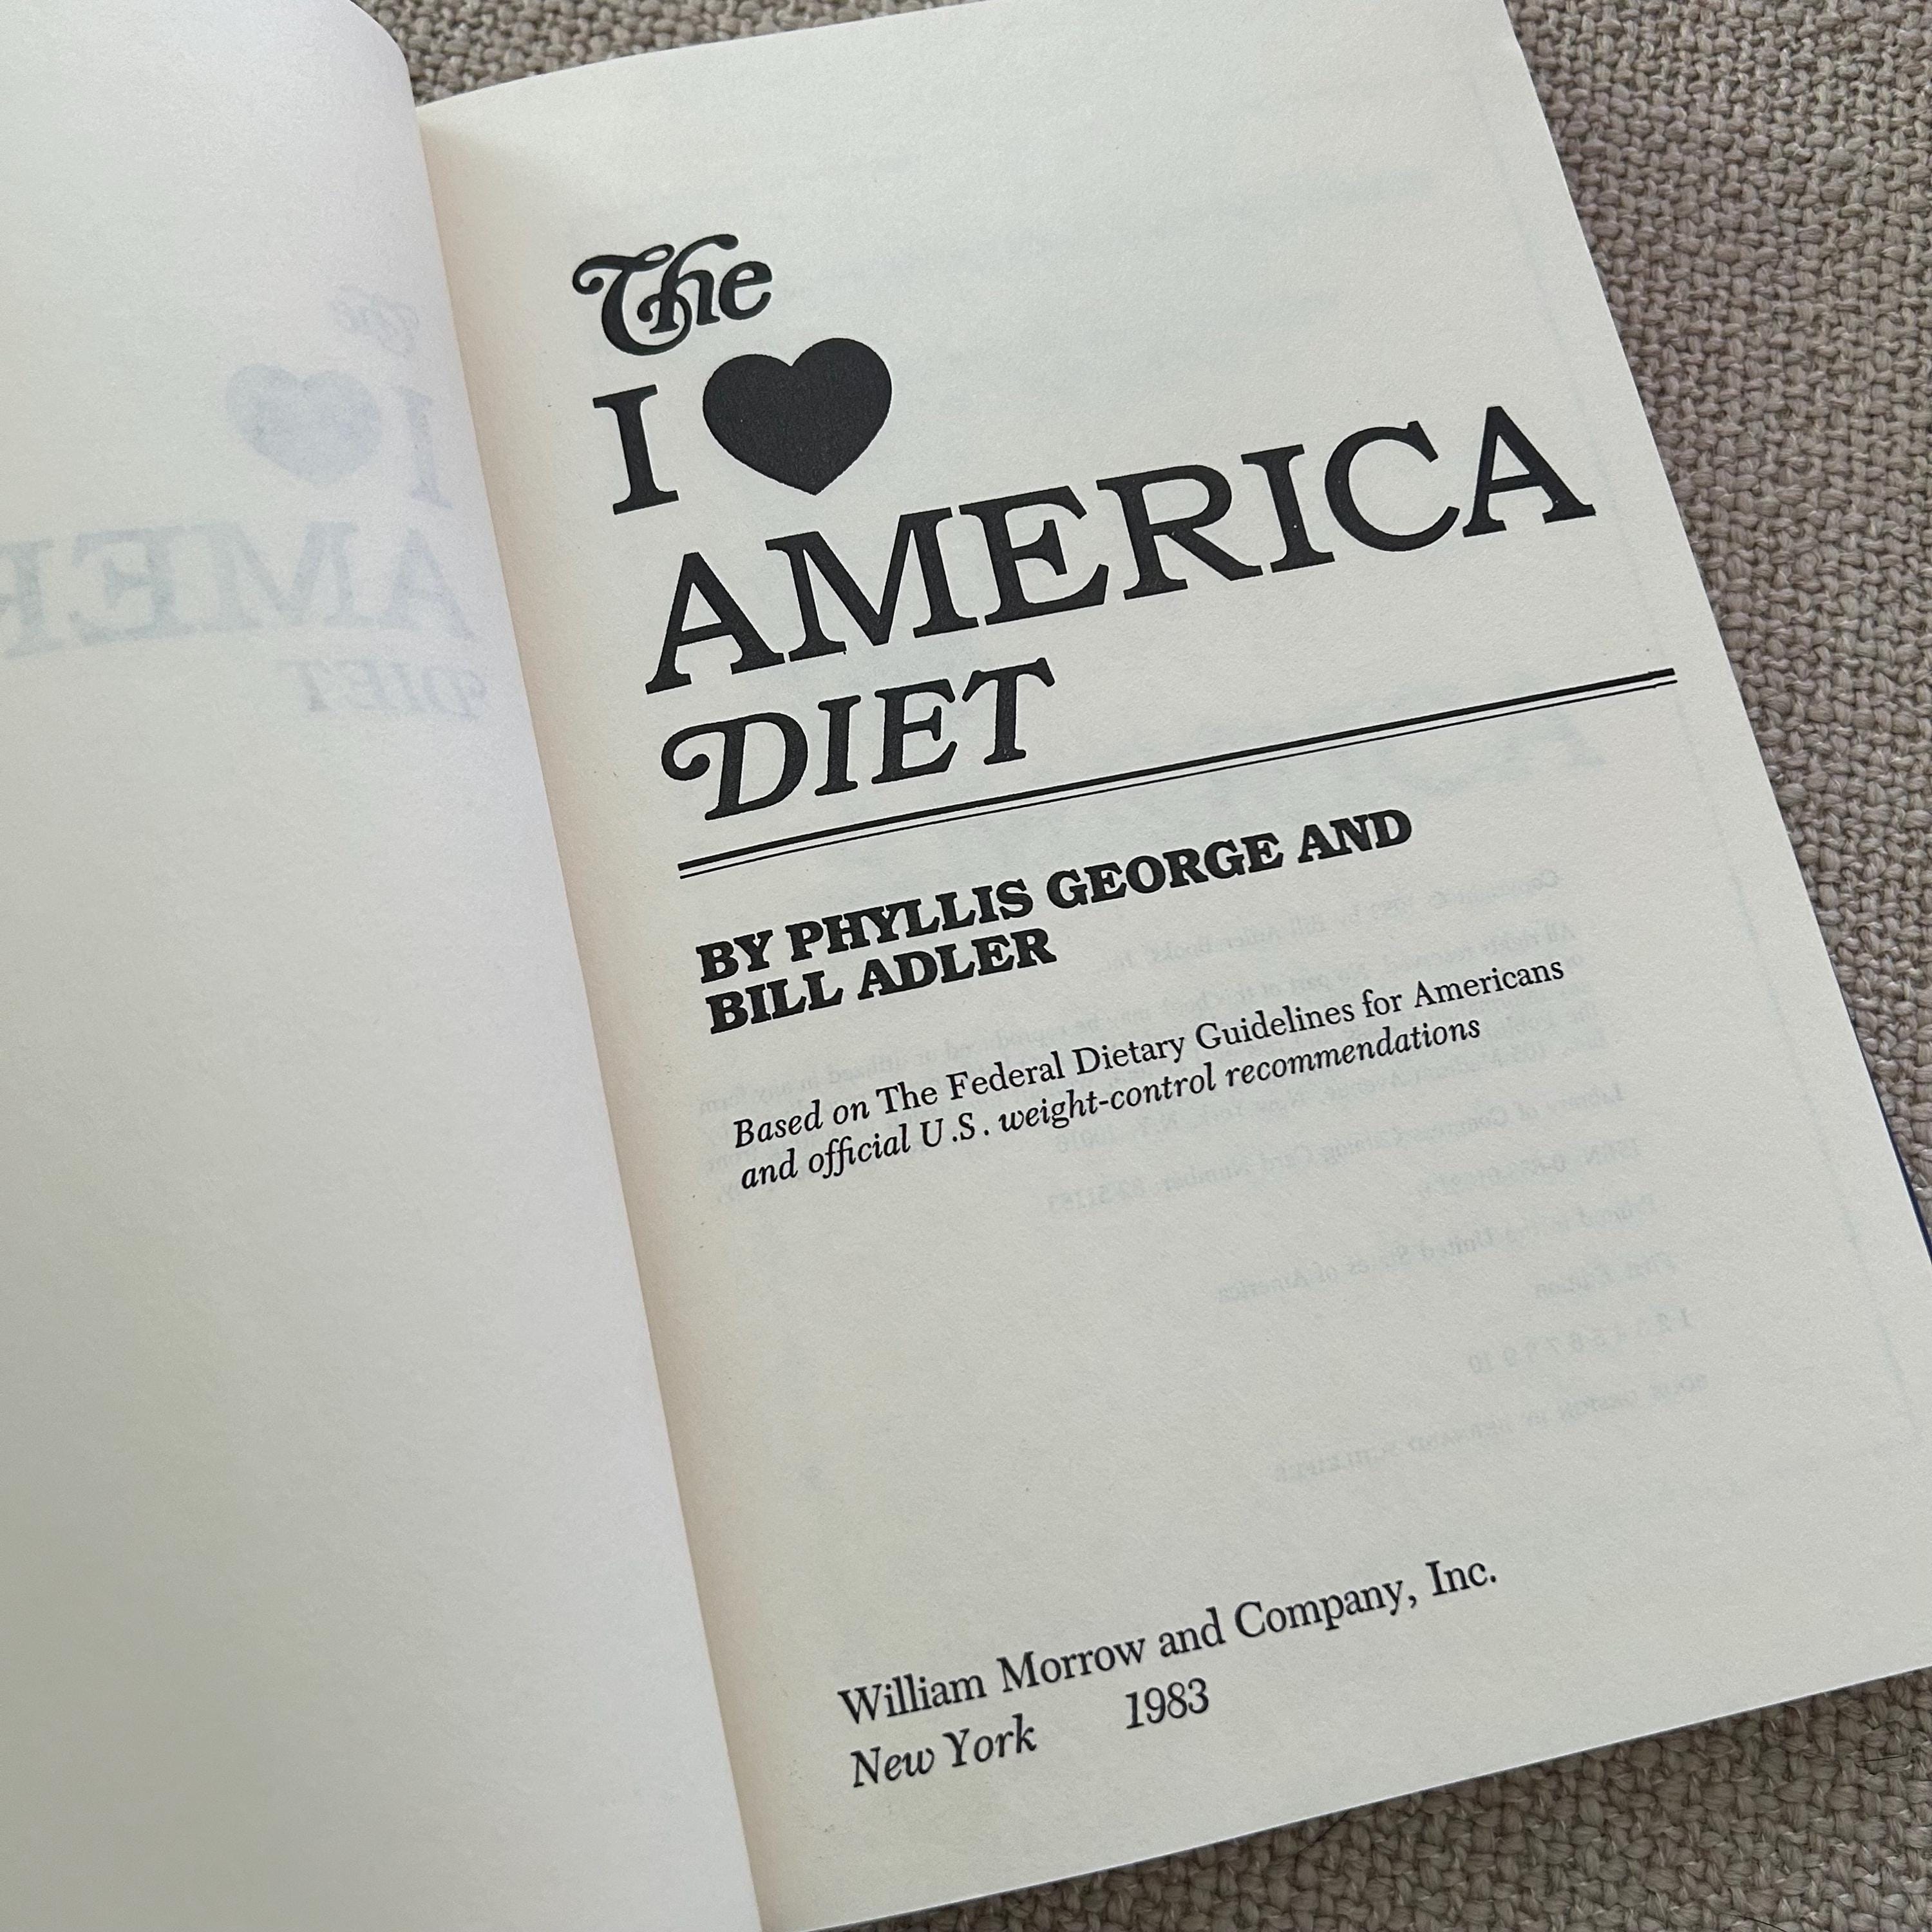 The
I ♥
AMERICA
DIET
BY PHYLLIS GEORGE AND
BILL ADLER
Based on The Federal Dietary Guidelines for Americans
and official U.S. weight-control recommendations
William Morrow and Company, Inc.
New York 1983